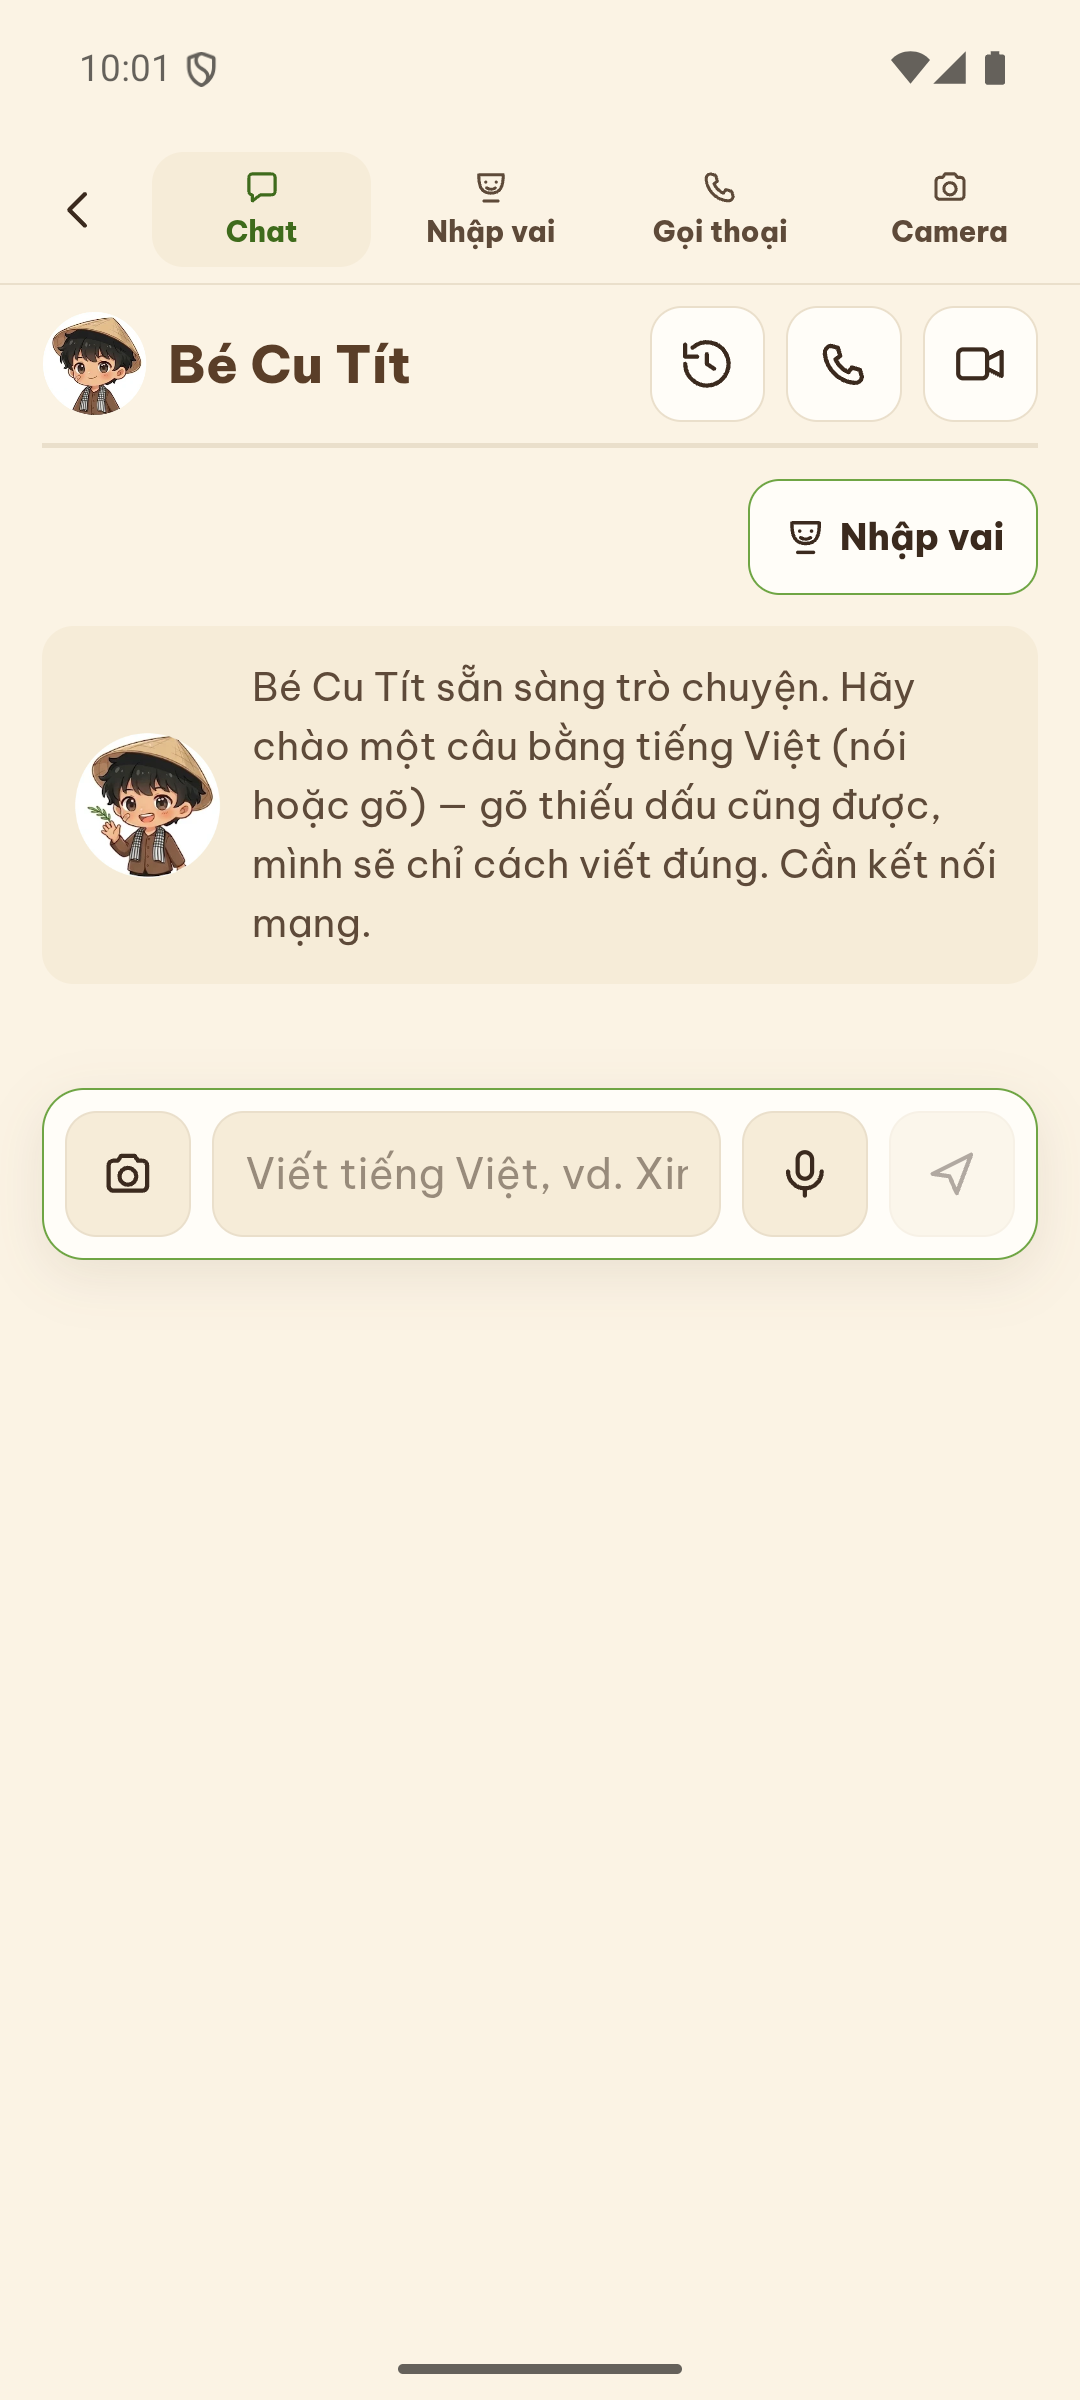 10:01
Chat
Nhập vai
Gọi thoại
Camera
Bé Cu Tít
Nhập vai
Bé Cu Tít sẵn sàng trò chuyện. Hãy
chào một câu bằng tiếng Việt (nói
hoặc gõ) — gõ thiếu dấu cũng được,
mình sẽ chỉ cách viết đúng. Cần kết nối
mạng.
Viết tiếng Việt, vd.